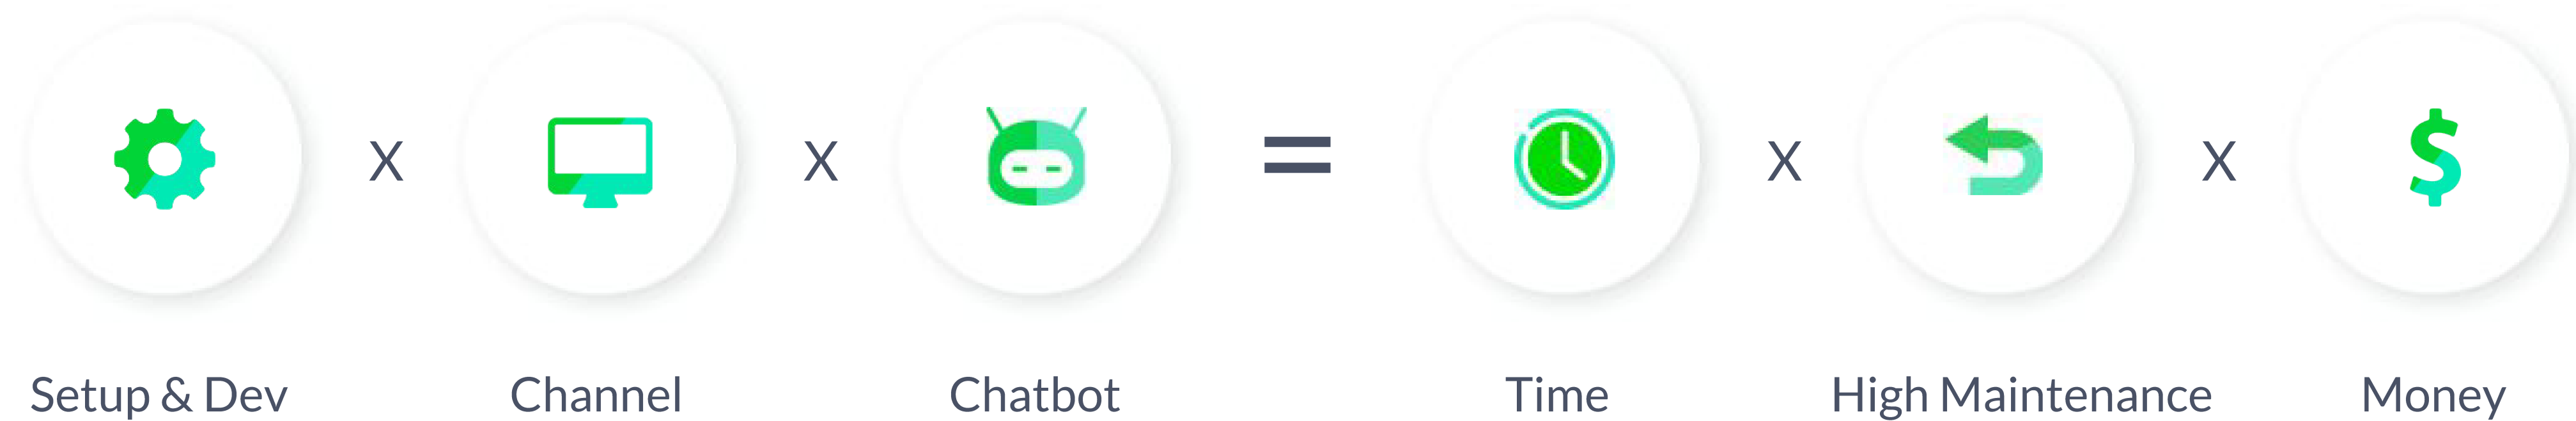 X X = X X
Setup & Dev Channel Chatbot Time High Maintenance Money